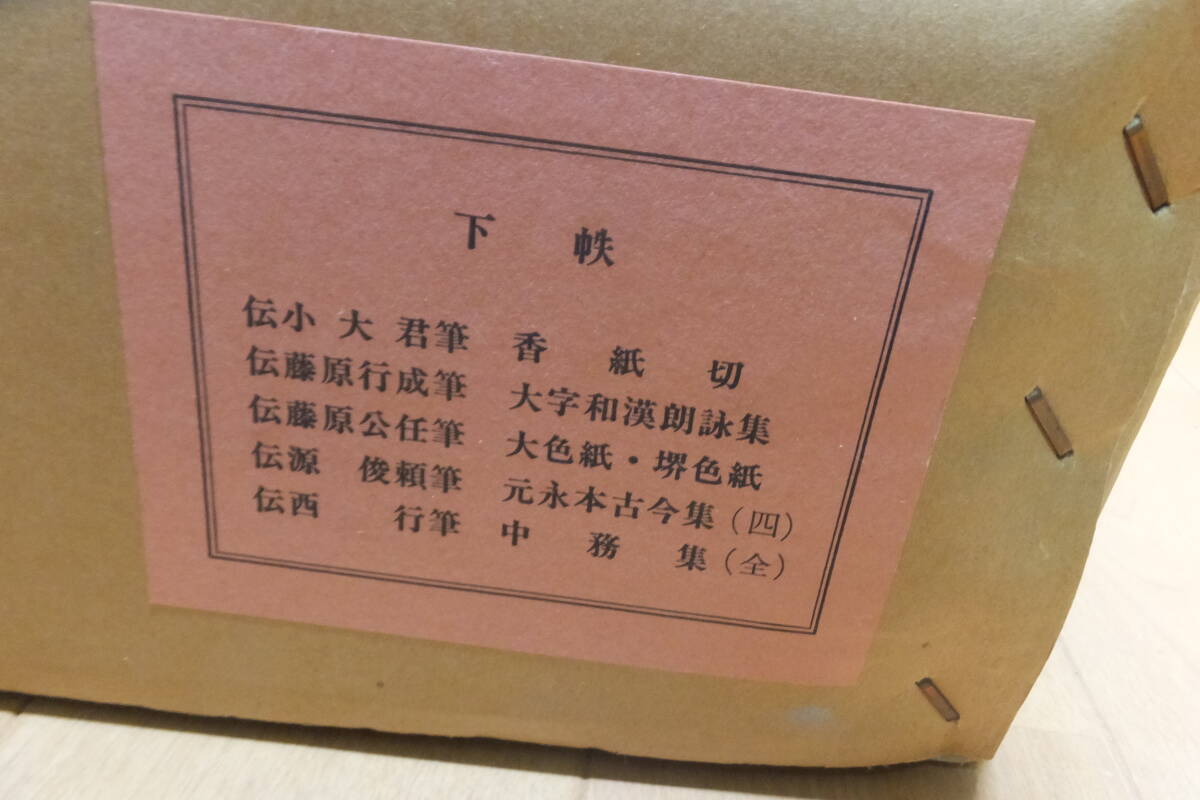 下 帙
伝小大君筆 香紙切
伝藤原行成筆 大字和漢朗詠集
伝藤原公任筆 大色紙・堺色紙
伝源俊頼筆 元永本古今集(四)
伝西行筆 中務集(全)